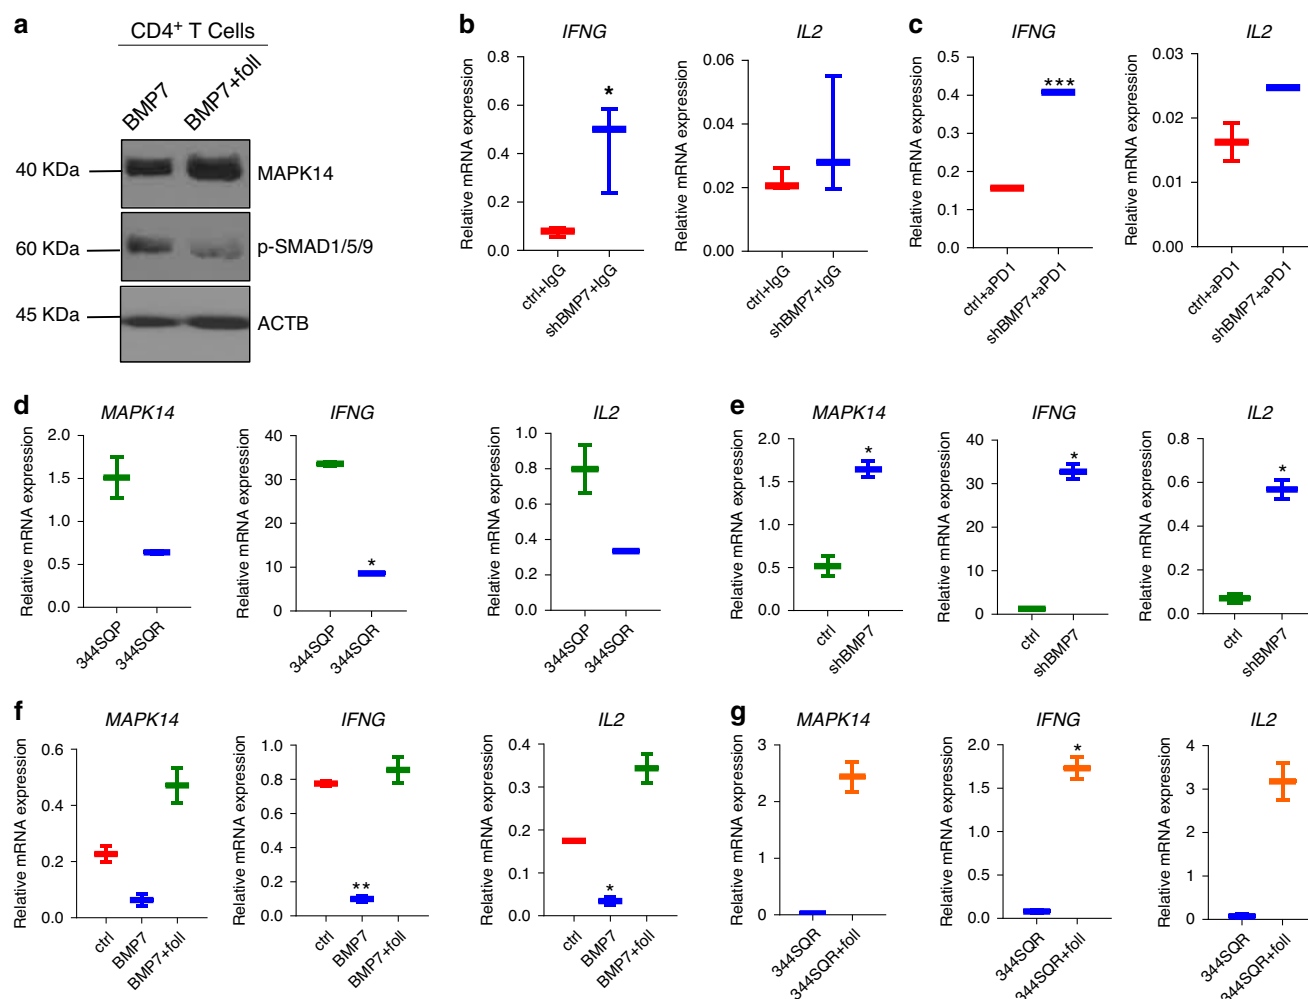 a
CD4+ T Cells
BMP7
BMP7+foll
40 KDa
MAPK14
60 KDa
p-SMAD1/5/9
45 KDa
ACTB
b
IFNG
Relative mRNA expression
0.8
0.6
0.4
0.2
0.0
*
ctrl+IgG
shBMP7+IgG
IL2
Relative mRNA expression
0.06
0.04
0.02
0.00
ctrl+IgG
shBMP7+IgG
c
IFNG
Relative mRNA expression
0.5
0.4
0.3
0.2
0.1
0.0
***
ctrl+aPD1
shBMP7+aPD1
IL2
Relative mRNA expression
0.03
0.02
0.01
0.00
ctrl+aPD1
shBMP7+aPD1
d
MAPK14
Relative mRNA expression
2.0
1.5
1.0
0.5
0.0
344SQP
344SQR
IFNG
Relative mRNA expression
40
30
20
10
0
*
344SQP
344SQR
IL2
Relative mRNA expression
1.0
0.8
0.6
0.4
0.2
0.0
344SQP
344SQR
e
MAPK14
Relative mRNA expression
2.0
1.5
1.0
0.5
0.0
*
ctrl
shBMP7
IFNG
Relative mRNA expression
40
30
20
10
0
*
ctrl
shBMP7
IL2
Relative mRNA expression
0.8
0.6
0.4
0.2
0.0
*
ctrl
shBMP7
f
MAPK14
Relative mRNA expression
0.6
0.4
0.2
0.0
ctrl
BMP7
BMP7+foll
IFNG
Relative mRNA expression
1.0
0.8
0.6
0.4
0.2
0.0
**
ctrl
BMP7
BMP7+foll
IL2
Relative mRNA expression
0.4
0.3
0.2
0.1
0.0
*
ctrl
BMP7
BMP7+foll
g
MAPK14
Relative mRNA expression
3
2
1
0
344SQR
344SQR+foll
IFNG
Relative mRNA expression
2.0
1.5
1.0
0.5
0.0
*
344SQR
344SQR+foll
IL2
Relative mRNA expression
4
3
2
1
0
344SQR
344SQR+foll